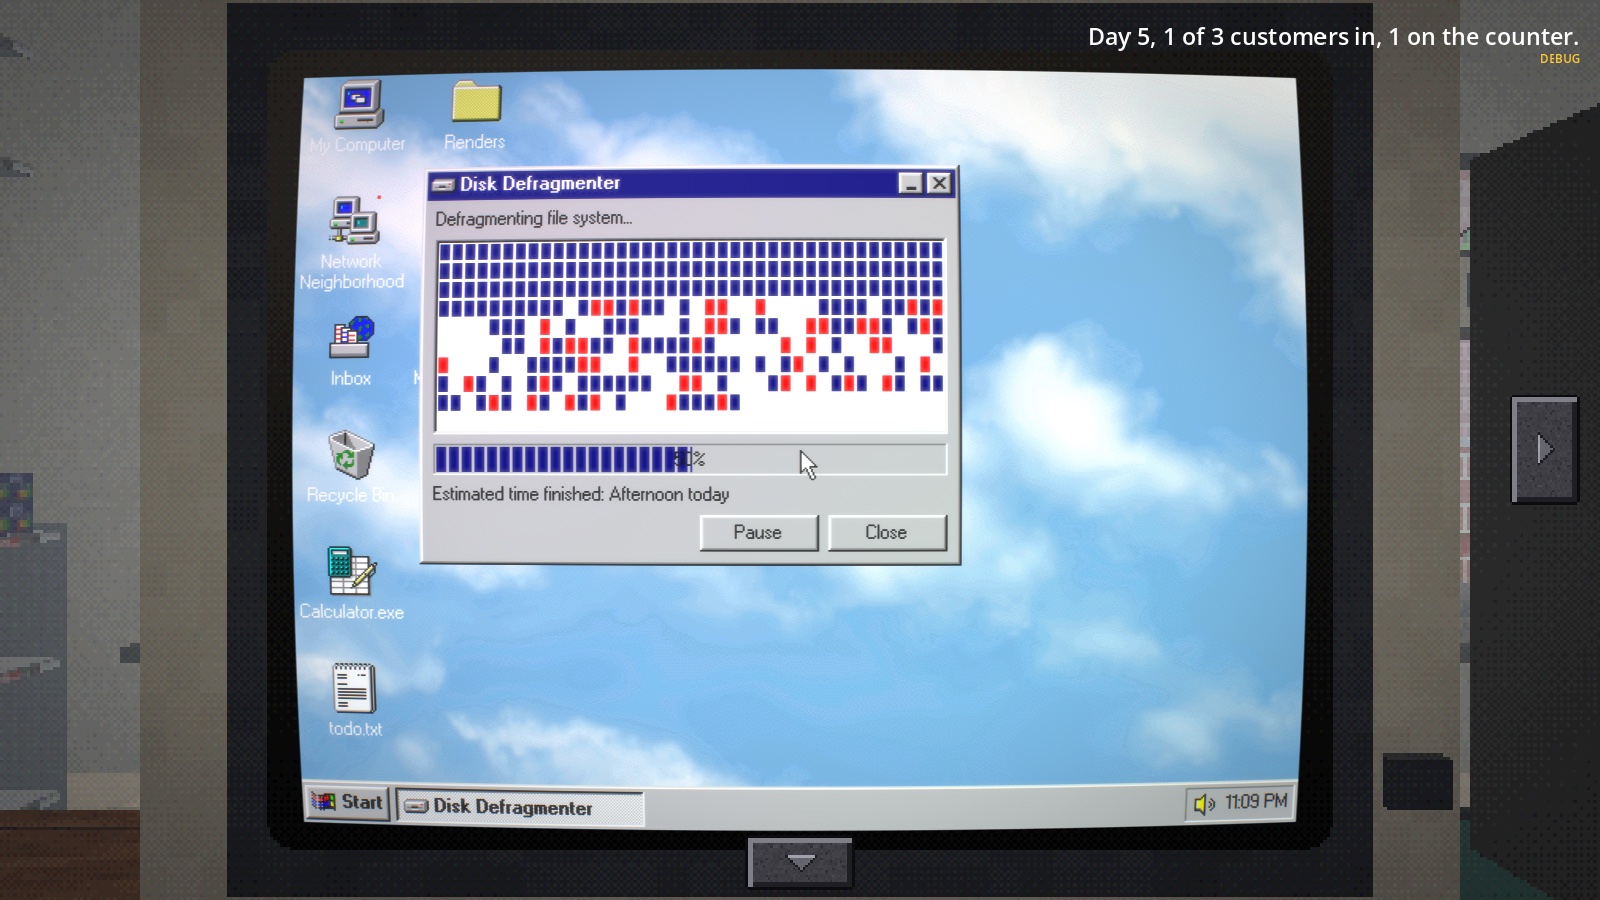 Day 5, 1 of 3 customers in, 1 on the counter.
DEBUG
My Computer
Renders
Disk Defragmenter
Defragmenting file system...
Network
Neighborhood
Inbox
Recycle Bin
Estimated time finished: Afternoon today
Pause
Close
Calculator.exe
todo.txt
Start
Disk Defragmenter
11:09 PM